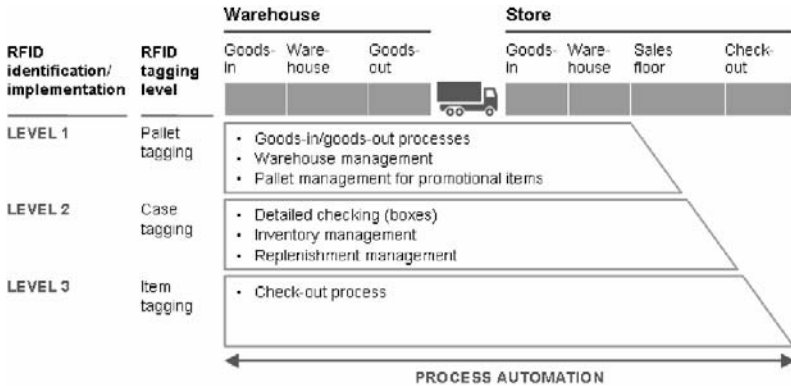 Warehouse
Store
RFID
identification/
implementation
RFID
tagging
level
Goods-
in
Ware-
house
Goods-
out
Goods-
in
Ware-
house
Sales
floor
Check-
out
LEVEL 1
Pallet
tagging
• Goods-in/goods-out processes
• Warehouse management
• Pallet management for promotional items
LEVEL 2
Case
tagging
• Detailed checking (boxes)
• Inventory management
• Replenishment management
LEVEL 3
Item
tagging
• Check-out process
PROCESS AUTOMATION